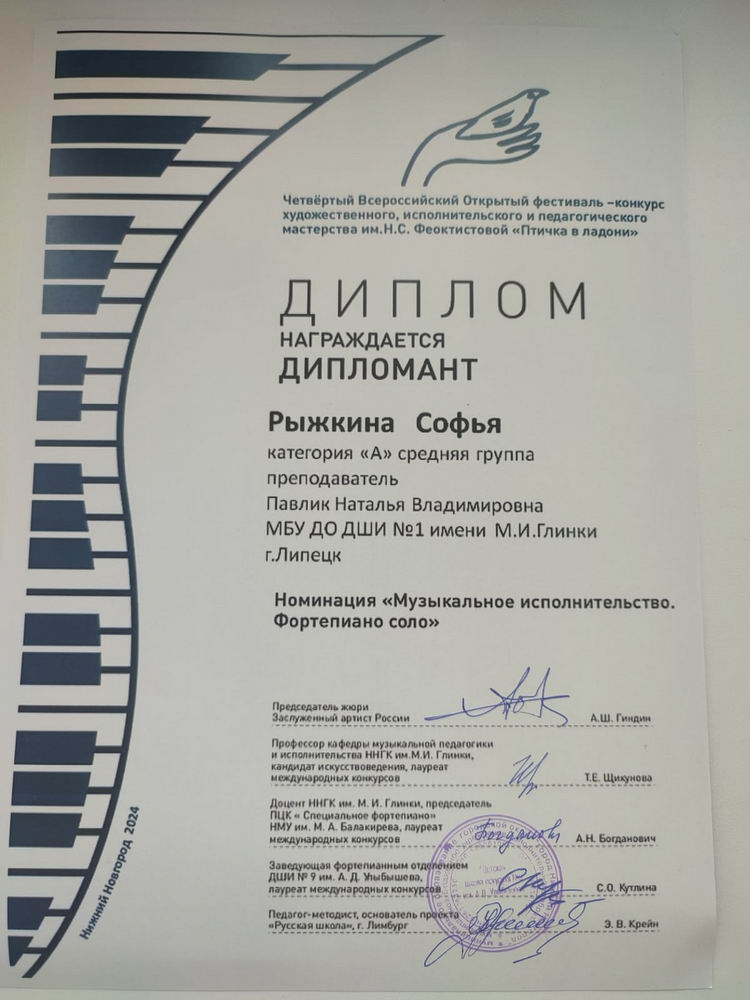 Четвёртый Всероссийский Открытый фестиваль –конкурс
художественного, исполнительского и педагогического
мастерства им.Н.С. Феоктистовой «Птичка в ладони»
ДИПЛОМ
НАГРАЖДАЕТСЯ
ДИПЛОМАНТ
Рыжкина Софья
категория «А» средняя группа
преподаватель
Павлик Наталья Владимировна
МБУ ДО ДШИ №1 имени М.И.Глинки
г.Липецк
Номинация «Музыкальное исполнительство.
Фортепиано соло»
Председатель жюри
Заслуженный артист России А.Ш. Гиндин
Профессор кафедры музыкальной педагогики
и исполнительства ННГК им.М.И. Глинки,
кандидат искусствоведения, лауреат
международных конкурсов Т.Е. Щикунова
Доцент ННГК им. М. И. Глинки, председатель
ПЦК « Специальное фортепиано»
НМУ им. М. А. Балакирева, лауреат
международных конкурсов А.Н. Богданович
Заведующая фортепианным отделением
ДШИ № 9 им. А. Д. Улыбышева,
лауреат международных конкурсов С.О. Кутлина
Педагог-методист, основатель проекта
«Русская школа», г. Лимбург Э. В. Крейн
Нижний Новгород 2024